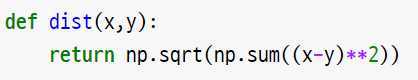 def dist(x,y):
    return np.sqrt(np.sum((x-y)**2))